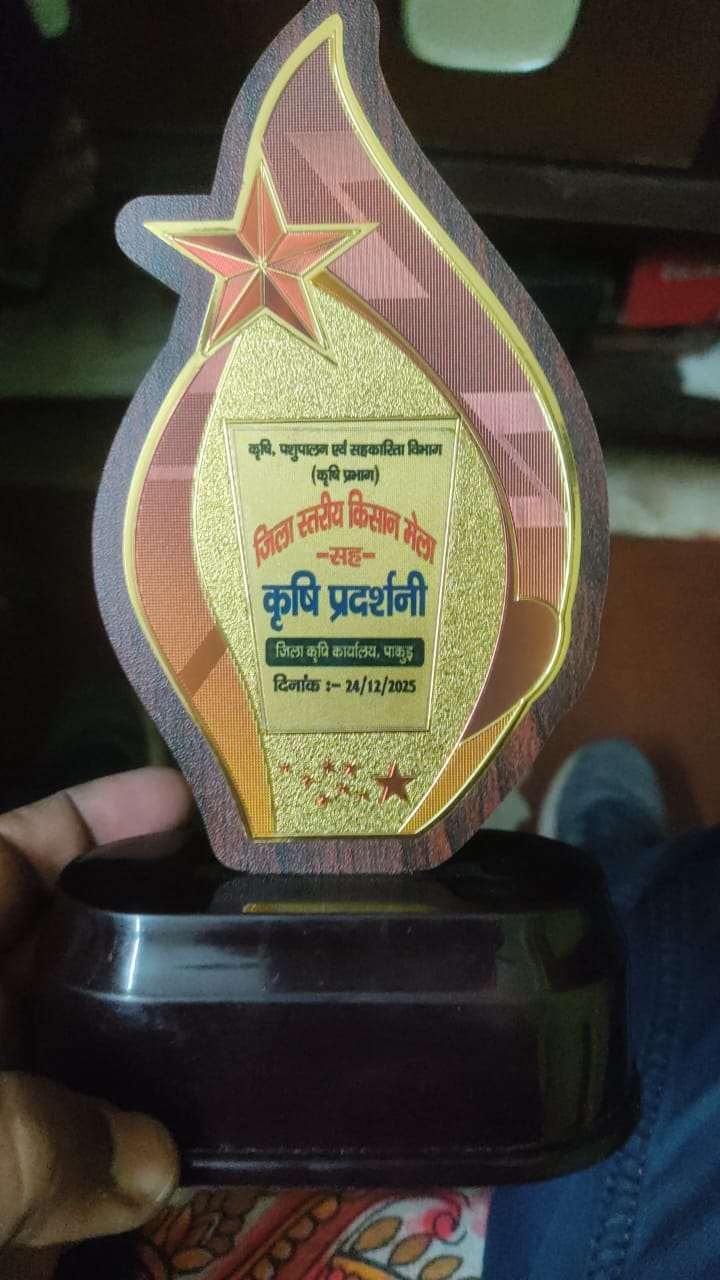 कृषि, पशुपालन एवं सहकारिता विभाग
(कृषि प्रभाग)
जिला स्तरीय किसान मेला
-सह-
कृषि प्रदर्शनी
जिला कृषि कार्यालय, पाकुड़
दिनांक :- 24/12/2025